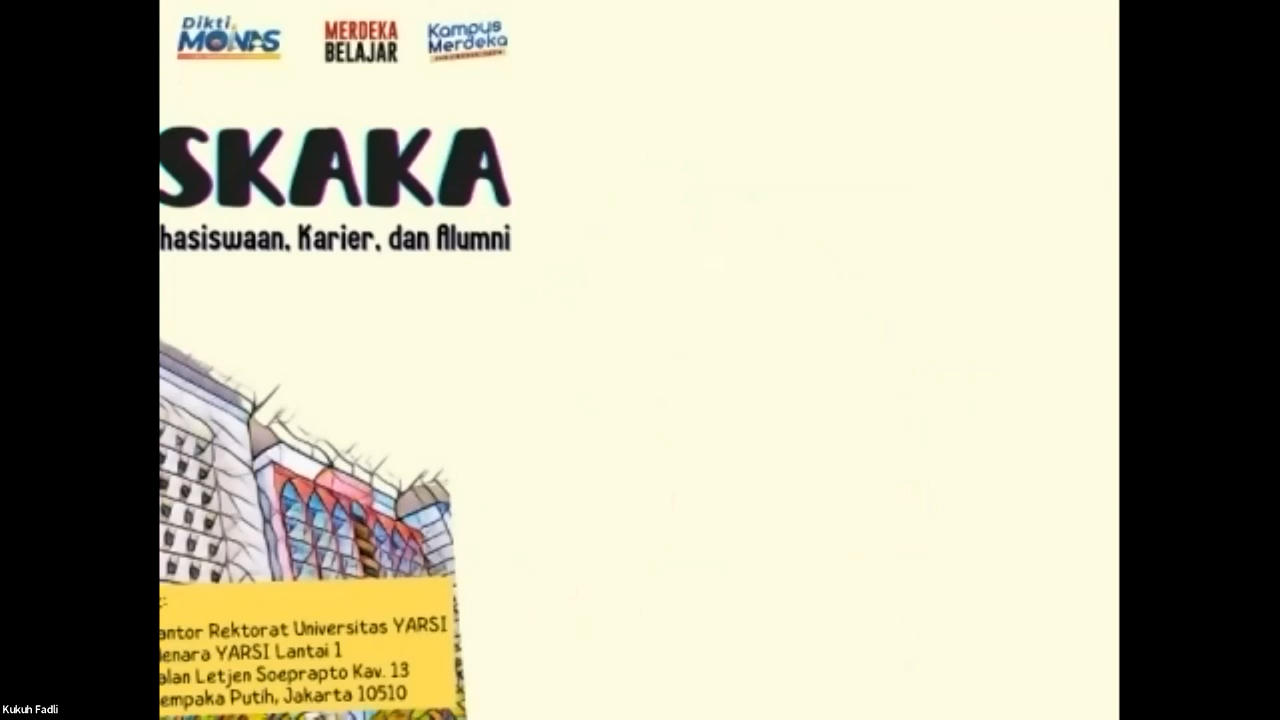 Dikti
MONAS
MERDEKA
BELAJAR
Kampus
Merdeka
SKAKA
hasiswaan, Karier, dan Alumni
antor Rektorat Universitas YARSI
enara YARSI Lantai 1
alan Letjen Soeprapto Kav. 13
empaka Putih, Jakarta 10510
Kukuh Fadli